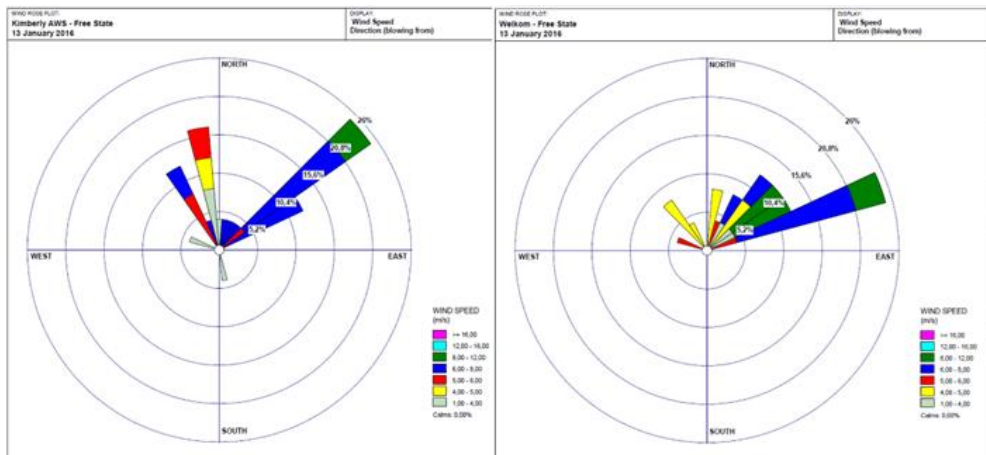 WIND ROSE PLOT:
Kimberly AWS - Free State
13 January 2016
DISPLAY:
Wind Speed
Direction (blowing from)
NORTH
26%
20,8%
15,6%
10,4%
5,2%
WEST
EAST
SOUTH
WIND SPEED
(m/s)
>= 16,00
12,00 - 16,00
8,00 - 12,00
6,00 - 8,00
5,00 - 6,00
4,00 - 5,00
1,00 - 4,00
Calms: 0,00%
WIND ROSE PLOT:
Welkom - Free State
13 January 2016
DISPLAY:
Wind Speed
Direction (blowing from)
NORTH
26%
20,8%
15,6%
10,4%
5,2%
WEST
EAST
SOUTH
WIND SPEED
(m/s)
>= 16,00
12,00 - 16,00
8,00 - 12,00
6,00 - 8,00
5,00 - 6,00
4,00 - 5,00
1,00 - 4,00
Calms: 0,00%